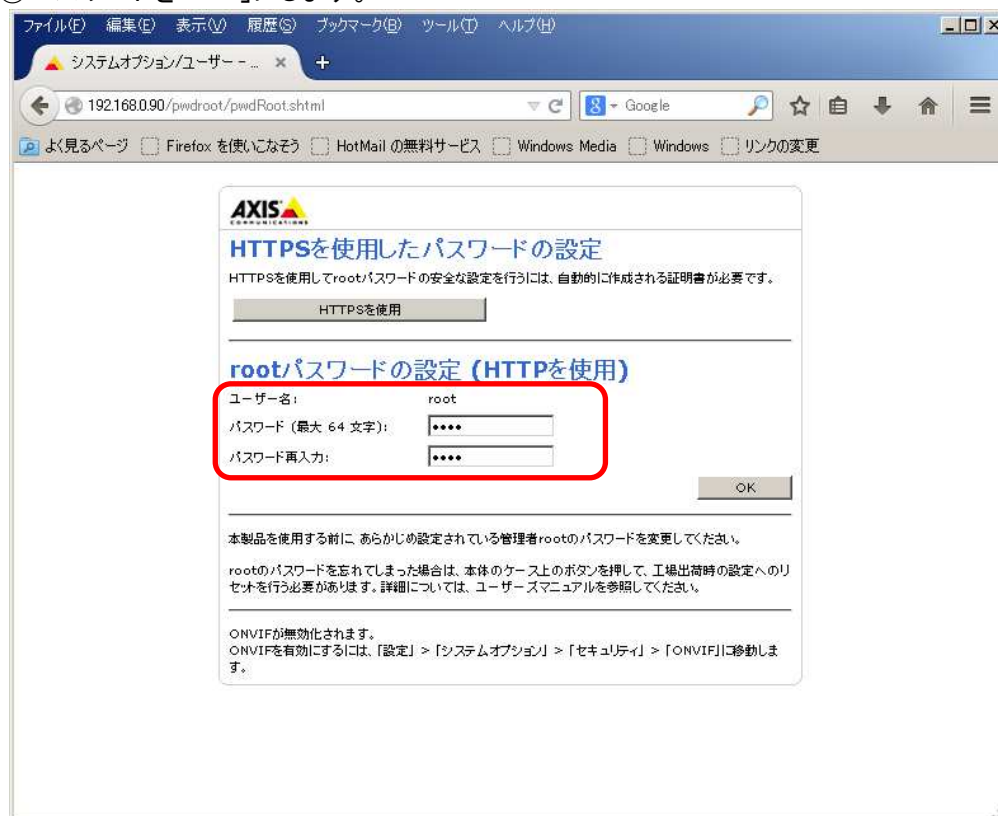 ファイル(F) 編集(E) 表示(V) 履歴(S) ブックマーク(B) ツール(T) ヘルプ(H)
システムオプション/ユーザー - ... × +
192.168.0.90/pwdroot/pwdRoot.shtml Google
よく見るページ Firefox を使いこなそう HotMail の無料サービス Windows Media Windows リンクの変更
AXIS
COMMUNICATIONS
HTTPSを使用したパスワードの設定
HTTPSを使用してrootパスワードの安全な設定を行うには、自動的に作成される証明書が必要です。
HTTPSを使用
rootパスワードの設定 (HTTPを使用)
ユーザー名: root
パスワード (最大 64 文字): ••••
パスワード再入力: ••••
OK
本製品を使用する前に、あらかじめ設定されている管理者rootのパスワードを変更してください。
rootのパスワードを忘れてしまった場合は、本体のケース上のボタンを押して、工場出荷時の設定へのリ
セットを行う必要があります。詳細については、ユーザーズマニュアルを参照してください。
ONVIFが無効化されます。
ONVIFを有効にするには、「設定」 > 「システムオプション」 > 「セキュリティ」 > 「ONVIF」に移動しま
す。